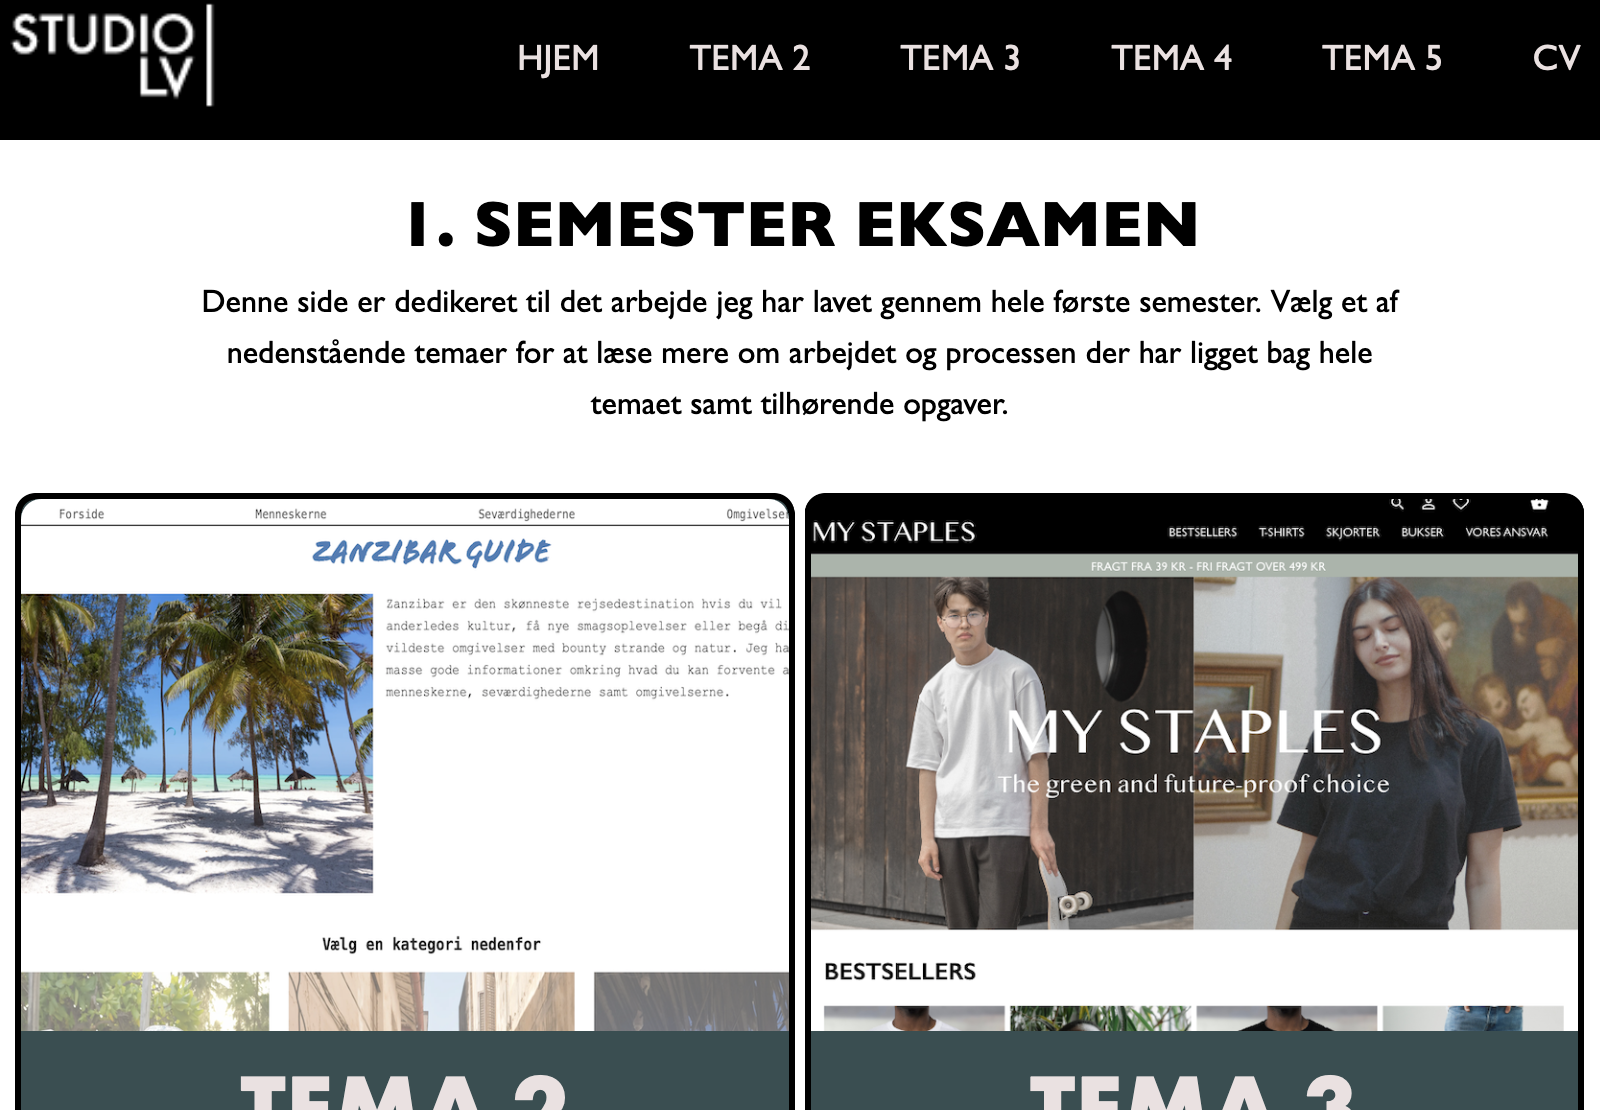 STUDIO
LV
HJEM TEMA 2 TEMA 3 TEMA 4 TEMA 5 CV
1. SEMESTER EKSAMEN
Denne side er dedikeret til det arbejde jeg har lavet gennem hele første semester. Vælg et af
nedenstående temaer for at læse mere om arbejdet og processen der har ligget bag hele
temaet samt tilhørende opgaver.
Forside Menneskerne Seværdighederne Omgivelser
ZANZIBAR GUIDE
Zanzibar er den skønneste rejsedestination hvis du vil
anderledes kultur, få nye smagsoplevelser eller begå di
vildeste omgivelser med bounty strande og natur. Jeg ha
masse gode informationer omkring hvad du kan forvente a
menneskerne, seværdighederne samt omgivelserne.
Vælg en kategori nedenfor
TEMA 2
MY STAPLES
BESTSELLERS T-SHIRTS SKJORTER BUKSER VORES ANSVAR
FRAGT FRA 39 KR - FRI FRAGT OVER 499 KR
MY STAPLES
The green and future-proof choice
BESTSELLERS
TEMA 3